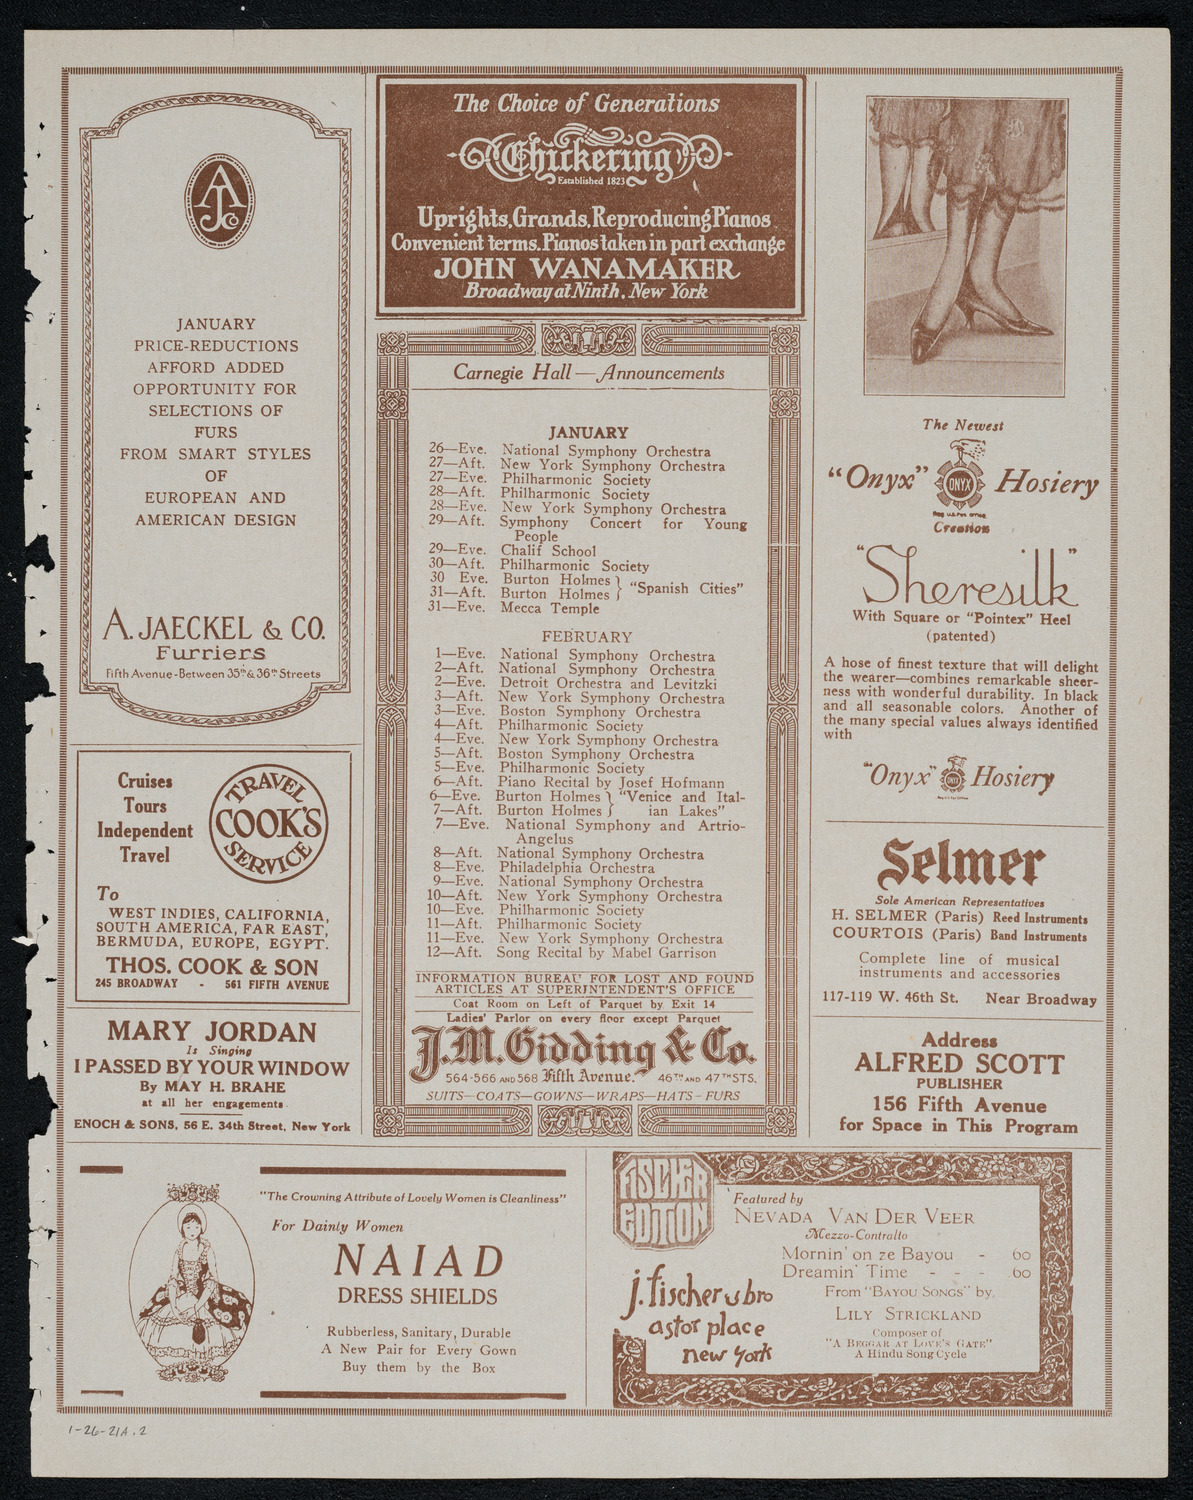 AJCo
JANUARY
PRICE-REDUCTIONS
AFFORD ADDED
OPPORTUNITY FOR
SELECTIONS OF
FURS
FROM SMART STYLES
OF
EUROPEAN AND
AMERICAN DESIGN
A. JAECKEL & CO.
Furriers
Fifth Avenue-Between 35th & 36th Streets
Cruises
Tours
Independent
Travel
TRAVEL
COOK'S
SERVICE
To
WEST INDIES, CALIFORNIA,
SOUTH AMERICA, FAR EAST,
BERMUDA, EUROPE, EGYPT.
THOS. COOK & SON
245 BROADWAY - 561 FIFTH AVENUE
MARY JORDAN
Is Singing
I PASSED BY YOUR WINDOW
By MAY H. BRAHE
at all her engagements
ENOCH & SONS, 56 E. 34th Street, New York
The Choice of Generations
Chickering
Established 1823
Uprights, Grands, Reproducing Pianos
Convenient terms. Pianos taken in part exchange
JOHN WANAMAKER
Broadway at Ninth, New York
Carnegie Hall—Announcements
JANUARY
26—Eve. National Symphony Orchestra
27—Aft. New York Symphony Orchestra
27—Eve. Philharmonic Society
28—Aft. Philharmonic Society
28—Eve. New York Symphony Orchestra
29—Aft. Symphony Concert for Young
People
29—Eve. Chalif School
30—Aft. Philharmonic Society
30 Eve. Burton Holmes }
31—Aft. Burton Holmes } "Spanish Cities"
31—Eve. Mecca Temple
FEBRUARY
1—Eve. National Symphony Orchestra
2—Aft. National Symphony Orchestra
2—Eve. Detroit Orchestra and Levitzki
3—Aft. New York Symphony Orchestra
3—Eve. Boston Symphony Orchestra
4—Aft. Philharmonic Society
4—Eve. New York Symphony Orchestra
5—Aft. Boston Symphony Orchestra
5—Eve. Philharmonic Society
6—Aft. Piano Recital by Josef Hofmann
6—Eve. Burton Holmes } "Venice and Ital-
7—Aft. Burton Holmes } ian Lakes"
7—Eve. National Symphony and Artrio-
Angelus
8—Aft. National Symphony Orchestra
8—Eve. Philadelphia Orchestra
9—Eve. National Symphony Orchestra
10—Aft. New York Symphony Orchestra
10—Eve. Philharmonic Society
11—Aft. Philharmonic Society
11—Eve. New York Symphony Orchestra
12—Aft. Song Recital by Mabel Garrison
INFORMATION BUREAU FOR LOST AND FOUND
ARTICLES AT SUPERINTENDENT'S OFFICE
Coat Room on Left of Parquet by Exit 14
Ladies' Parlor on every floor except Parquet
J.M. Gidding & Co.
564-566 AND 568 Fifth Avenue. 46TH AND 47TH STS.
SUITS—COATS—GOWNS—WRAPS—HATS-FURS
The Newest
"Onyx" ONYX Hosiery
Reg. U.S. Pat. Office
Creation
"Sheresilk"
With Square or "Pointex" Heel
(patented)
A hose of finest texture that will delight
the wearer—combines remarkable sheer-
ness with wonderful durability. In black
and all seasonable colors. Another of
the many special values always identified
with
"Onyx" ONYX Hosiery
Selmer
Sole American Representatives
H. SELMER (Paris) Reed Instruments
COURTOIS (Paris) Band Instruments
Complete line of musical
instruments and accessories
117-119 W. 46th St. Near Broadway
Address
ALFRED SCOTT
PUBLISHER
156 Fifth Avenue
for Space in This Program
"The Crowning Attribute of Lovely Women is Cleanliness"
For Dainty Women
NAIAD
DRESS SHIELDS
Rubberless, Sanitary, Durable
A New Pair for Every Gown
Buy them by the Box
FISCHER
EDITION
j. fischer & bro
astor place
new york
Featured by
NEVADA VAN DER VEER
Mezzo-Contralto
Mornin' on ze Bayou - 60
Dreamin' Time - - - .60
From "BAYOU SONGS" by
LILY STRICKLAND
Composer of
"A BEGGAR AT LOVE'S GATE"
A Hindu Song Cycle
1-26-21A.2